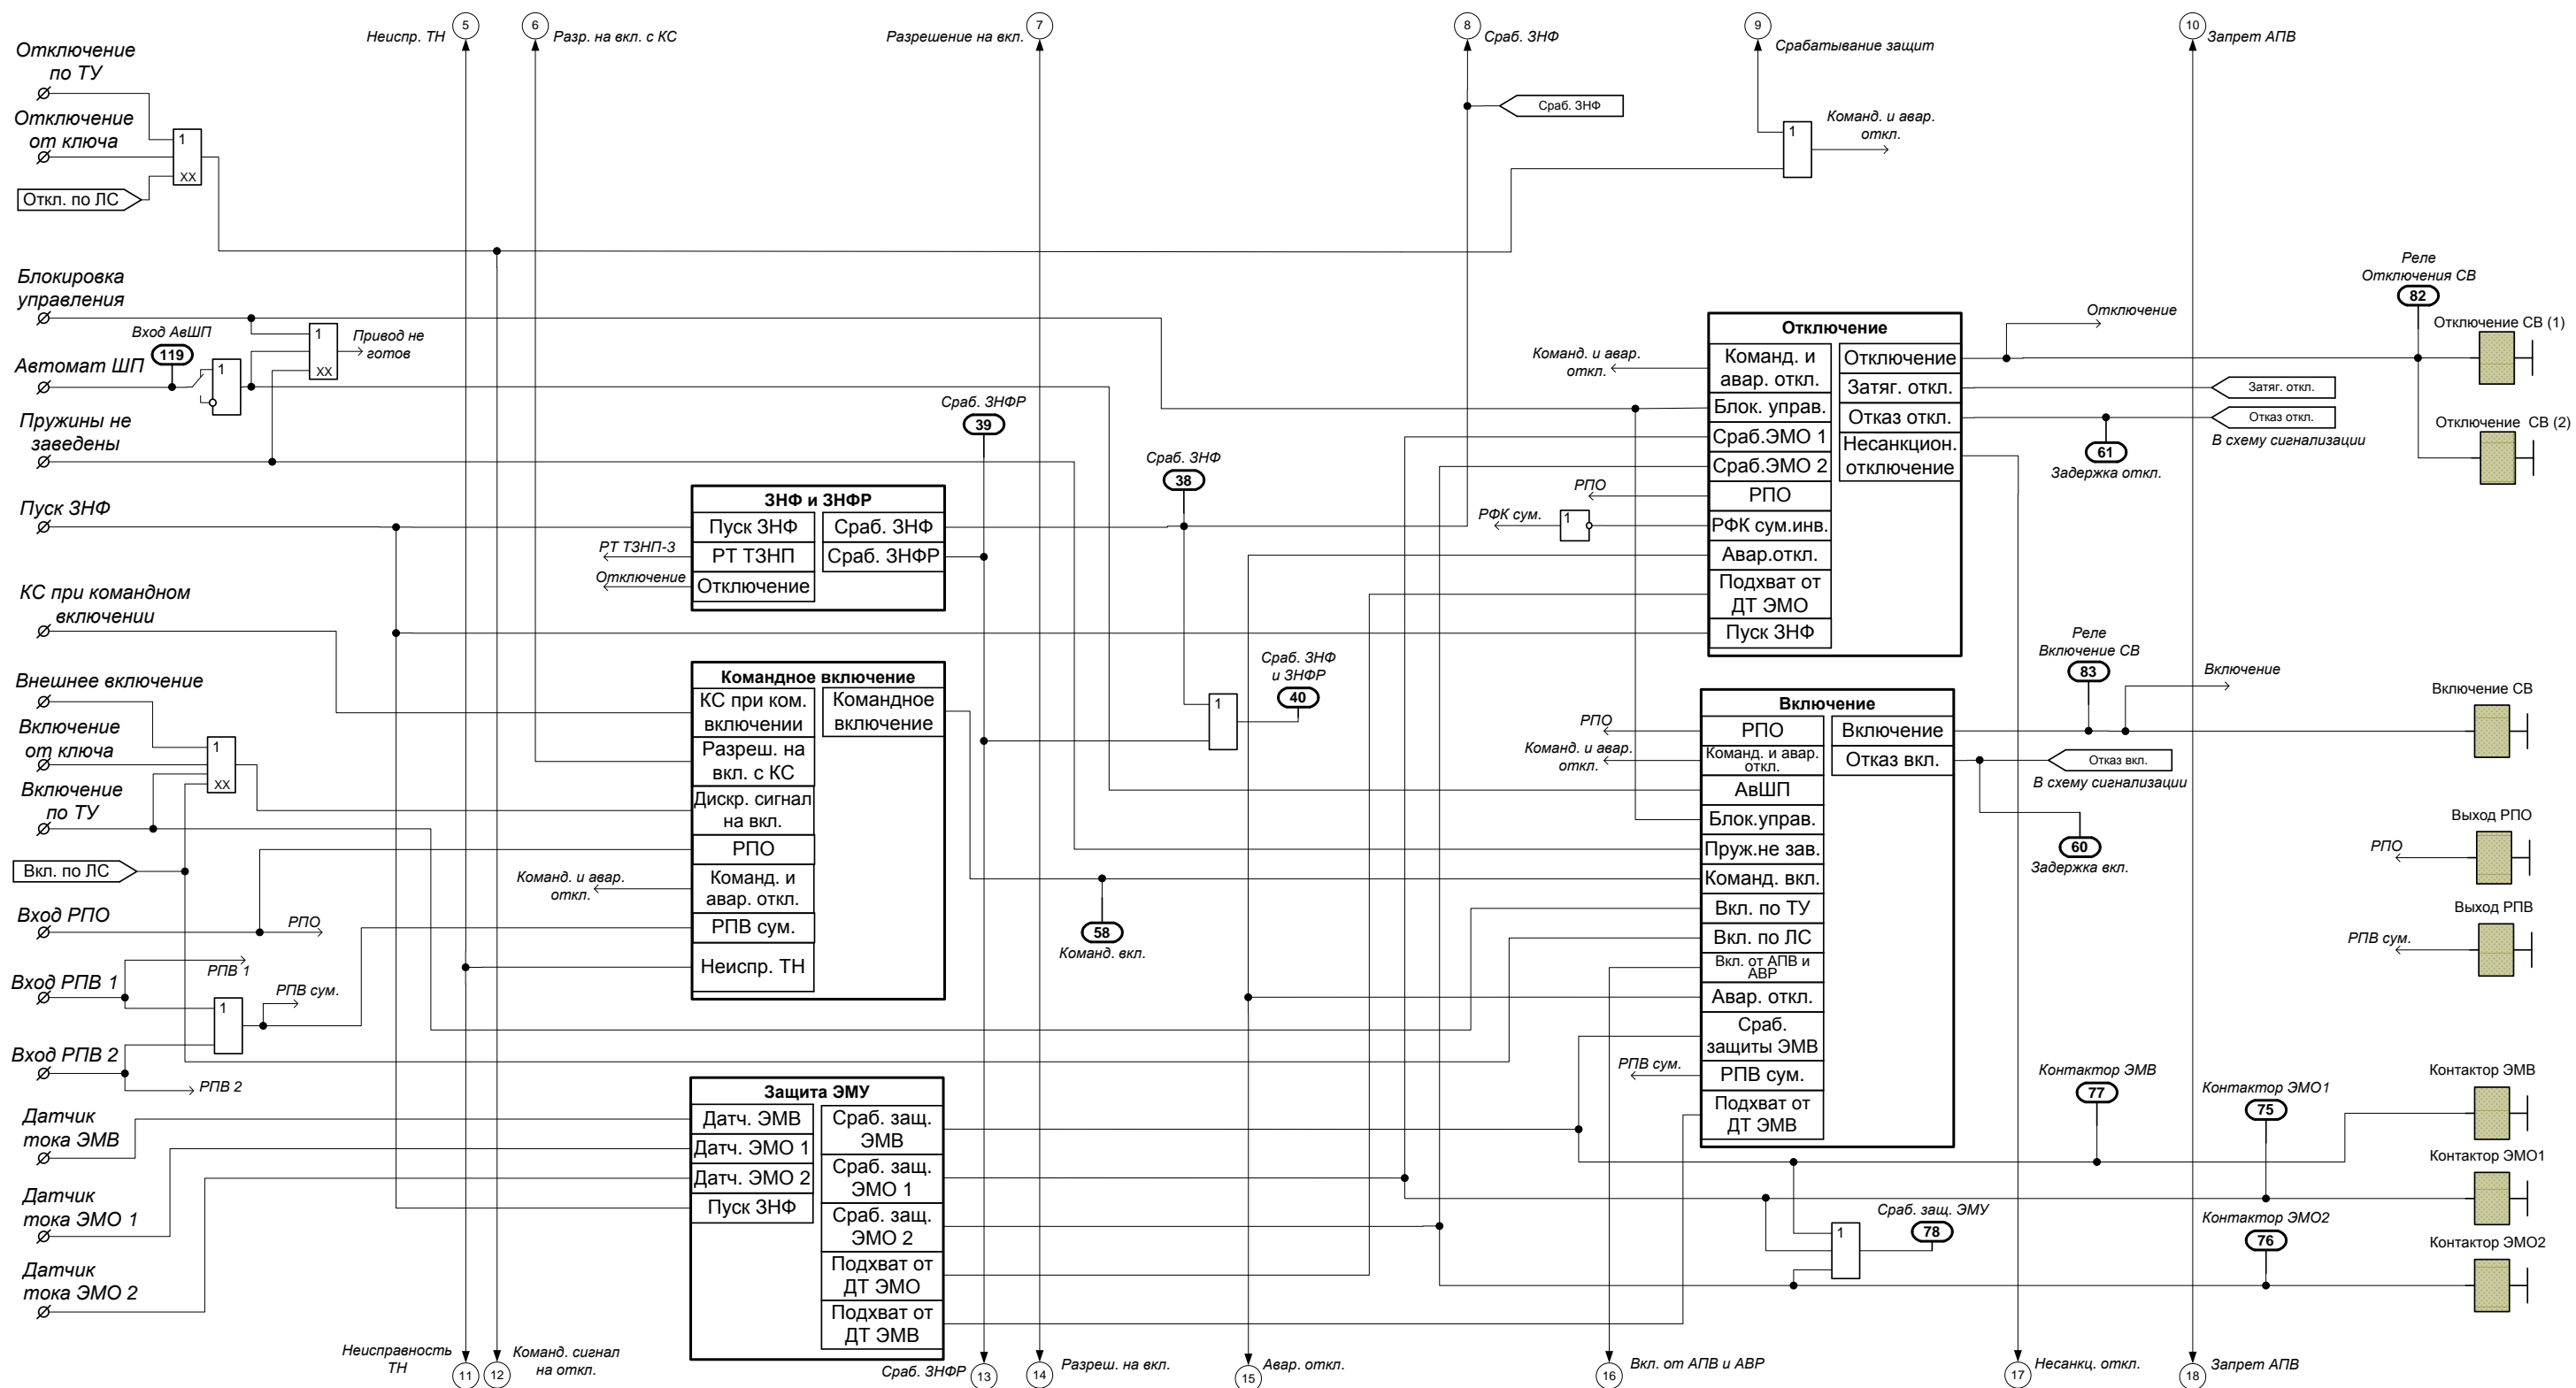 5
Неиспр. ТН
6
Разр. на вкл. с КС
7
Разрешение на вкл.
8
Сраб. ЗНФ
9
Срабатывание защит
10
Запрет АПВ
Отключение
по ТУ
Отключение
от ключа
1
XX
Откл. по ЛС
Сраб. ЗНФ
1
Команд. и авар.
откл.
Блокировка
управления
Вход АвШП
119
Автомат ШП
1
1
XX
Привод не
готов
Пружины не
заведены
Пуск ЗНФ
КС при командном
включении
Внешнее включение
Включение
от ключа
1
XX
Включение
по ТУ
Вкл. по ЛС
Вход РПО
РПО
Вход РПВ 1
РПВ 1
1
РПВ сум.
Вход РПВ 2
РПВ 2
Датчик
тока ЭМВ
Датчик
тока ЭМО 1
Датчик
тока ЭМО 2
ЗНФ и ЗНФР
Пуск ЗНФ
РТ ТЗНП
Отключение
Сраб. ЗНФ
Сраб. ЗНФР
РТ ТЗНП-3
Отключение
Сраб. ЗНФР
39
Сраб. ЗНФ
38
Сраб. ЗНФ
и ЗНФР
40
1
Командное включение
КС при ком.
включении
Разреш. на
вкл. с КС
Дискр. сигнал
на вкл.
РПО
Команд. и
авар. откл.
РПВ сум.
Неиспр. ТН
Командное
включение
Команд. и авар.
откл.
58
Команд. вкл.
Защита ЭМУ
Датч. ЭМВ
Датч. ЭМО 1
Датч. ЭМО 2
Пуск ЗНФ
Сраб. защ.
ЭМВ
Сраб. защ.
ЭМО 1
Сраб. защ.
ЭМО 2
Подхват от
ДТ ЭМО
Подхват от
ДТ ЭМВ
Отключение
Команд. и
авар. откл.
Блок. управ.
Сраб.ЭМО 1
Сраб.ЭМО 2
РПО
РФК сум.инв.
Авар.откл.
Подхват от
ДТ ЭМО
Пуск ЗНФ
Отключение
Затяг. откл.
Отказ откл.
Несанкцион.
отключение
Команд. и авар.
откл.
РПО
РФК сум.
1
Отключение
Реле
Отключения СВ
82
Отключение СВ (1)
Затяг. откл.
Отказ откл.
В схему сигнализации
61
Задержка откл.
Отключение СВ (2)
Включение
РПО
Команд. и авар.
откл.
АвШП
Блок.управ.
Пруж.не зав.
Команд. вкл.
Вкл. по ТУ
Вкл. по ЛС
Вкл. от АПВ и
АВР
Авар. откл.
Сраб.
защиты ЭМВ
РПВ сум.
Подхват от
ДТ ЭМВ
Включение
Отказ вкл.
РПО
Команд. и авар.
откл.
РПВ сум.
Реле
Включение СВ
83
Включение
Включение СВ
Отказ вкл.
В схему сигнализации
60
Задержка вкл.
Выход РПО
РПО
Выход РПВ
РПВ сум.
Контактор ЭМВ
77
Контактор ЭМО1
75
Контактор ЭМО2
76
Сраб. защ. ЭМУ
78
1
Контактор ЭМВ
Контактор ЭМО1
Контактор ЭМО2
Неисправность
ТН
11
12
Команд. сигнал
на откл.
Сраб. ЗНФР
13
14
Разреш. на вкл.
15
Авар. откл.
16
Вкл. от АПВ и АВР
17
Несанкц. откл.
18
Запрет АПВ